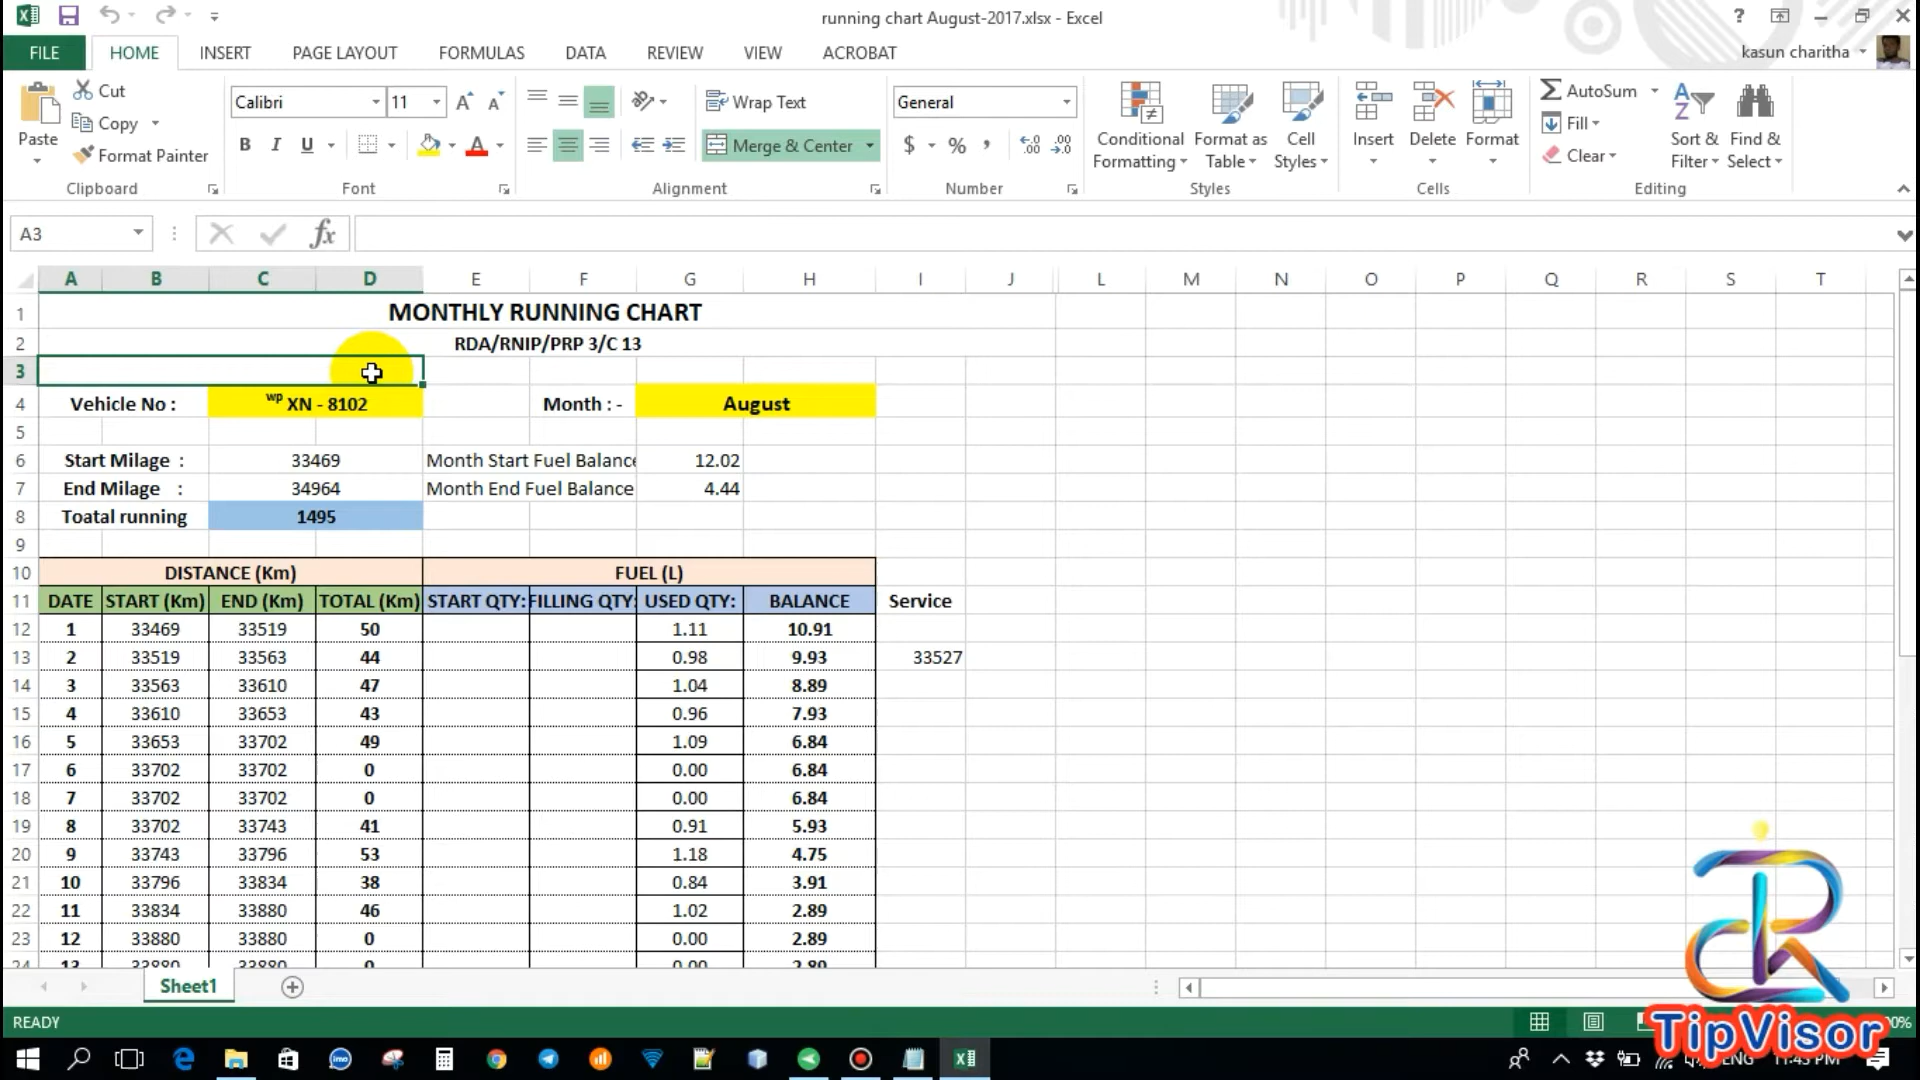 running chart August-2017.xlsx - Excel
FILE HOME INSERT PAGE LAYOUT FORMULAS DATA REVIEW VIEW ACROBAT kasun charitha
Cut
Copy
Format Painter
Paste
Clipboard
Calibri 11
B I U
Font
Wrap Text
Merge & Center
Alignment
General
$ % ,
Number
Conditional Formatting
Format as Table
Cell Styles
Styles
Insert Delete Format
Cells
AutoSum
Fill
Clear
Sort & Filter
Find & Select
Editing
A3 fx
A B C D E F G H I J L M N O P Q R S T
1 MONTHLY RUNNING CHART
2 RDA/RNIP/PRP 3/C 13
3
4 Vehicle No : wp XN - 8102 Month : - August
5
6 Start Milage : 33469 Month Start Fuel Balance 12.02
7 End Milage : 34964 Month End Fuel Balance 4.44
8 Toatal running 1495
9
10 DISTANCE (Km) FUEL (L)
11 DATE START (Km) END (Km) TOTAL (Km) START QTY: FILLING QTY: USED QTY: BALANCE Service
12 1 33469 33519 50 1.11 10.91
13 2 33519 33563 44 0.98 9.93 33527
14 3 33563 33610 47 1.04 8.89
15 4 33610 33653 43 0.96 7.93
16 5 33653 33702 49 1.09 6.84
17 6 33702 33702 0 0.00 6.84
18 7 33702 33702 0 0.00 6.84
19 8 33702 33743 41 0.91 5.93
20 9 33743 33796 53 1.18 4.75
21 10 33796 33834 38 0.84 3.91
22 11 33834 33880 46 1.02 2.89
23 12 33880 33880 0 0.00 2.89
24 13 33880 33880 0 0.00 2.89
Sheet1
READY
TipVisor
ENG 11:43 PM